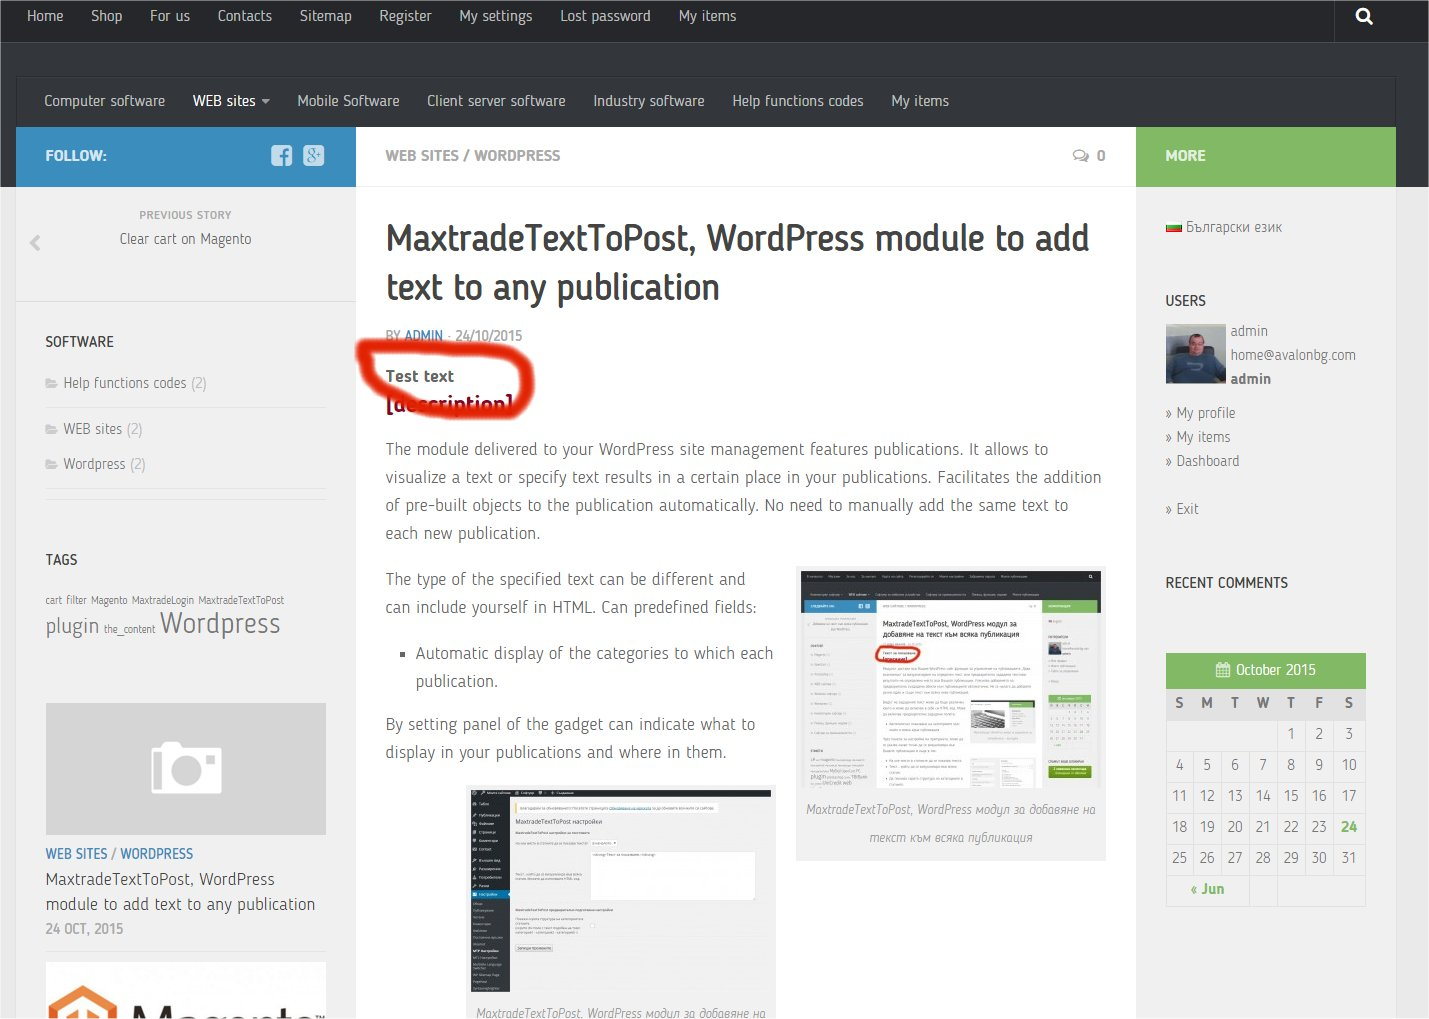 Home Shop For us Contacts Sitemap Register My settings Lost password My items
Computer software WEB sites Mobile Software Client server software Industry software Help functions codes My items
FOLLOW:
PREVIOUS STORY
Clear cart on Magento
SOFTWARE
Help functions codes (2)
WEB sites (2)
Wordpress (2)
TAGS
cart filter Magento MaxtradeLogin MaxtradeTextToPost
plugin the_content Wordpress
WEB SITES / WORDPRESS
MaxtradeTextToPost, WordPress
module to add text to any publication
24 OCT, 2015
Magento™
WEB SITES / WORDPRESS 0
MaxtradeTextToPost, WordPress module to add
text to any publication
BY ADMIN · 24/10/2015
Test text
[description]
The module delivered to your WordPress site management features publications. It allows to
visualize a text or specify text results in a certain place in your publications. Facilitates the addition
of pre-built objects to the publication automatically. No need to manually add the same text to
each new publication.
The type of the specified text can be different and
can include yourself in HTML. Can predefined fields:
Automatic display of the categories to which each
publication.
By setting panel of the gadget can indicate what to
display in your publications and where in them.
MaxtradeTextToPost, WordPress модул за добавяне на
текст към всяка публикация
MaxtradeTextToPost настройки
MaxtradeTextToPost, WordPress модул за
добавяне на текст към всяка публикация
MaxtradeTextToPost, WordPress модул за добавяне на
MORE
Български език
USERS
admin
home@avalonbg.com
admin
» My profile
» My items
» Dashboard
» Exit
RECENT COMMENTS
October 2015
S M T W T F S
1 2 3
4 5 6 7 8 9 10
11 12 13 14 15 16 17
18 19 20 21 22 23 24
25 26 27 28 29 30 31
« Jun